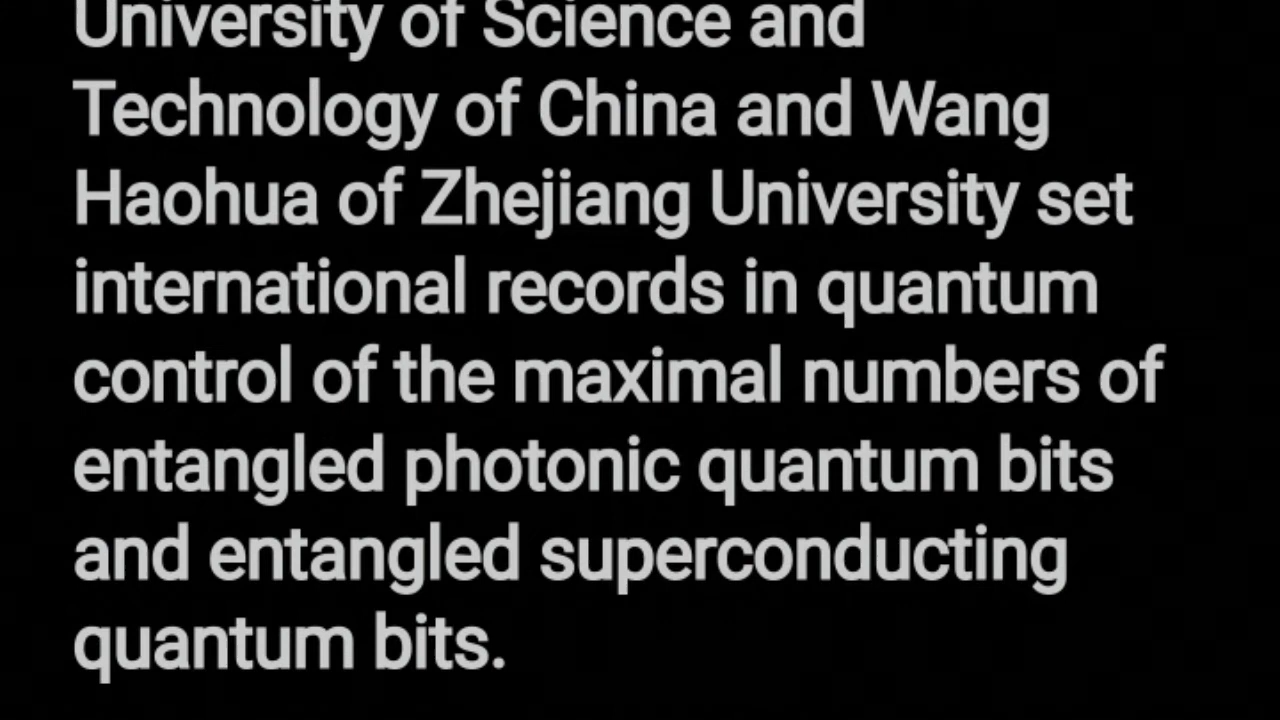 University of Science and
Technology of China and Wang
Haohua of Zhejiang University set
international records in quantum
control of the maximal numbers of
entangled photonic quantum bits
and entangled superconducting
quantum bits.